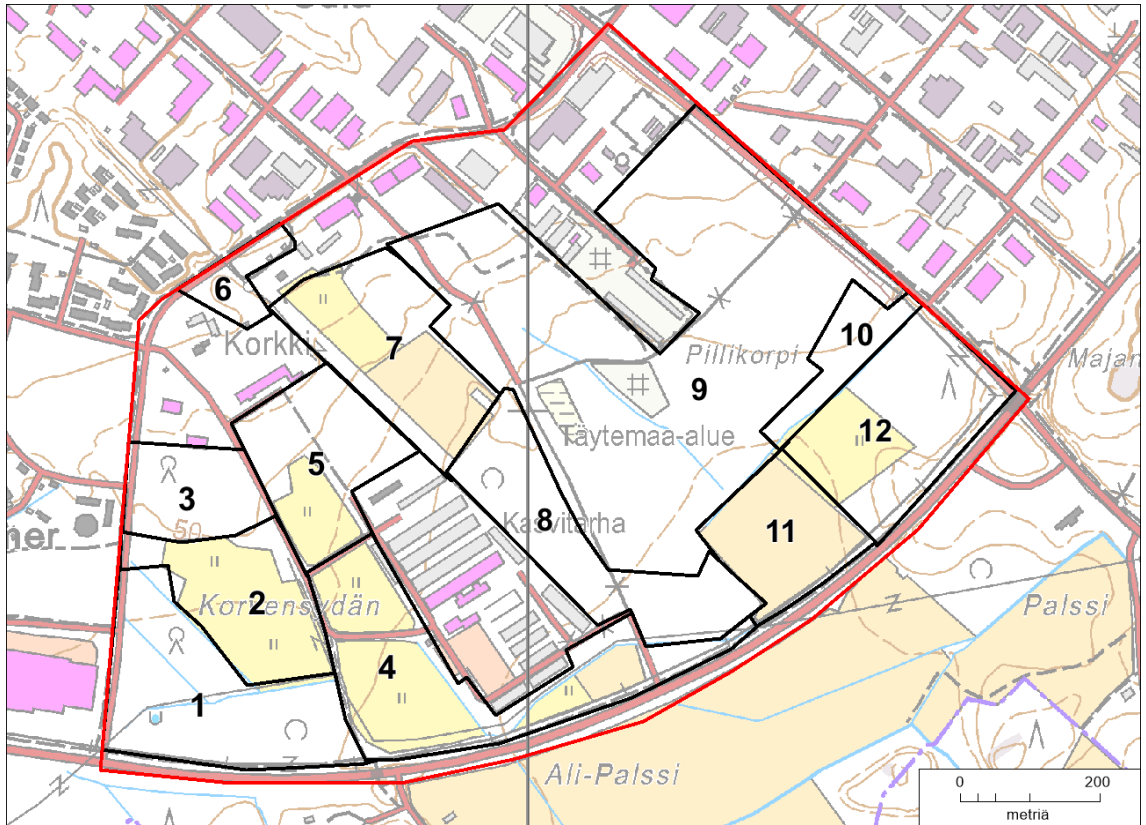 6
Korkki
7
10
Pillikorpi
9
Majan
Täytemaa-alue
12
5
3
50
11
Kasvitarha
8
ner
2
Korvensydän
Palssi
4
1
Ali-Palssi
0 200
metriä